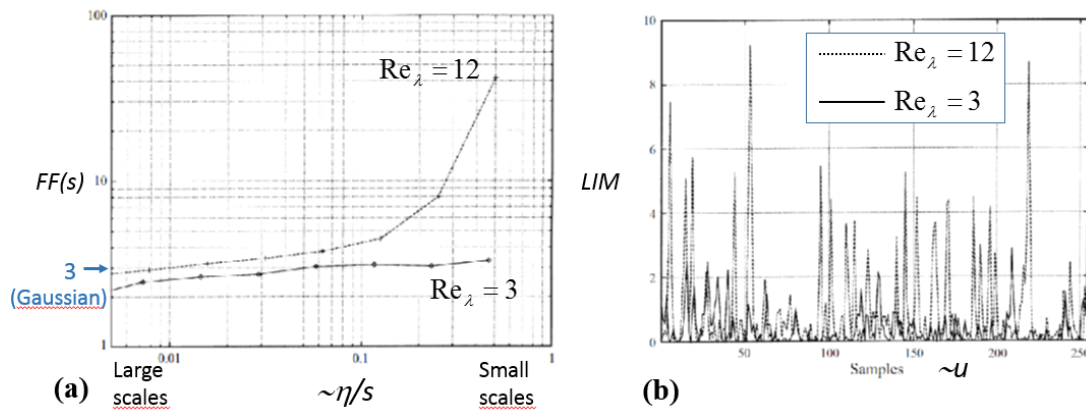 100
Re_λ = 12
FF(s)
10
3
(Gaussian)
Re_λ = 3
1
0.01
0.1
1
(a)
Large
scales
~η/s
Small
scales
10
Re_λ = 12
8
Re_λ = 3
6
LIM
4
2
0
50
100
150
200
250
(b)
Samples ~u